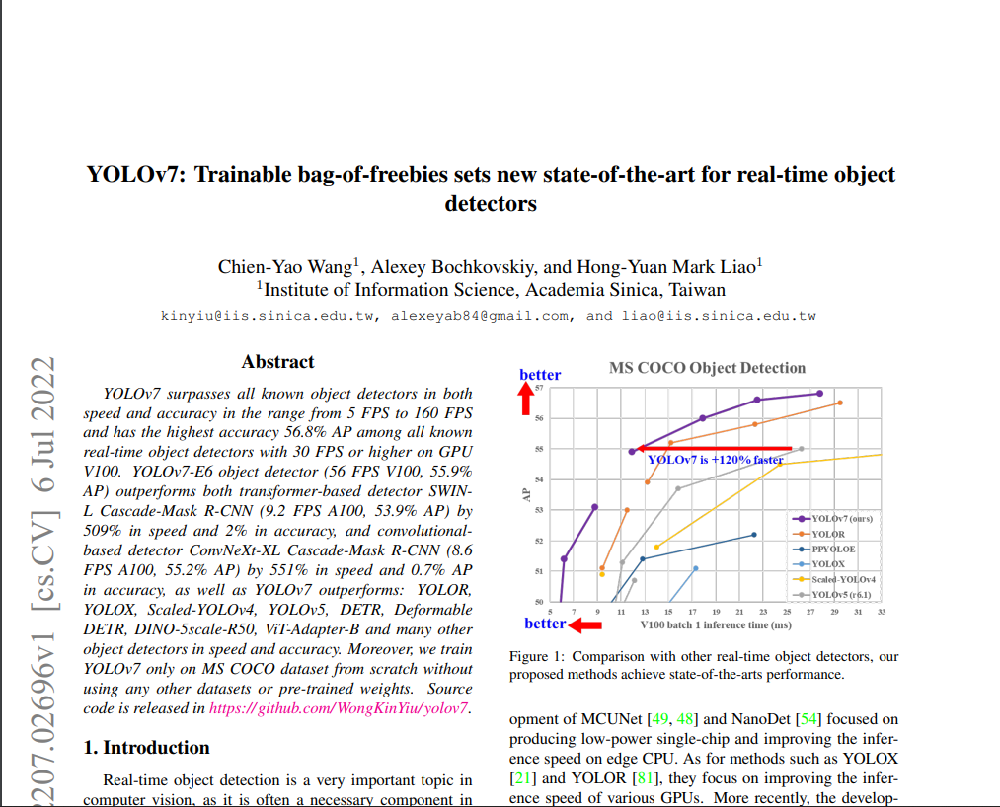 YOLOv7: Trainable bag-of-freebies sets new state-of-the-art for real-time object
detectors
Chien-Yao Wang1, Alexey Bochkovskiy, and Hong-Yuan Mark Liao1
1Institute of Information Science, Academia Sinica, Taiwan
kinyiu@iis.sinica.edu.tw, alexeyab84@gmail.com, and liao@iis.sinica.edu.tw
2207.02696v1 [cs.CV] 6 Jul 2022
Abstract
YOLOv7 surpasses all known object detectors in both
speed and accuracy in the range from 5 FPS to 160 FPS
and has the highest accuracy 56.8% AP among all known
real-time object detectors with 30 FPS or higher on GPU
V100. YOLOv7-E6 object detector (56 FPS V100, 55.9%
AP) outperforms both transformer-based detector SWIN-
L Cascade-Mask R-CNN (9.2 FPS A100, 53.9% AP) by
509% in speed and 2% in accuracy, and convolutional-
based detector ConvNeXt-XL Cascade-Mask R-CNN (8.6
FPS A100, 55.2% AP) by 551% in speed and 0.7% AP
in accuracy, as well as YOLOv7 outperforms: YOLOR,
YOLOX, Scaled-YOLOv4, YOLOv5, DETR, Deformable
DETR, DINO-5scale-R50, ViT-Adapter-B and many other
object detectors in speed and accuracy. Moreover, we train
YOLOv7 only on MS COCO dataset from scratch without
using any other datasets or pre-trained weights. Source
code is released in https://github.com/WongKinYiu/yolov7.
1. Introduction
Real-time object detection is a very important topic in
computer vision, as it is often a necessary component in
MS COCO Object Detection
better
57
56
55
54
53
52
51
50
AP
YOLOv7 is +120% faster
YOLOv7 (ours)
YOLOR
PPYOLOE
YOLOX
Scaled-YOLOv4
YOLOv5 (r6.1)
5 7 9 11 13 15 17 19 21 23 25 27 29 31 33
better
V100 batch 1 inference time (ms)
Figure 1: Comparison with other real-time object detectors, our
proposed methods achieve state-of-the-arts performance.
opment of MCUNet [49, 48] and NanoDet [54] focused on
producing low-power single-chip and improving the infer-
ence speed on edge CPU. As for methods such as YOLOX
[21] and YOLOR [81], they focus on improving the infer-
ence speed of various GPUs. More recently, the develop-